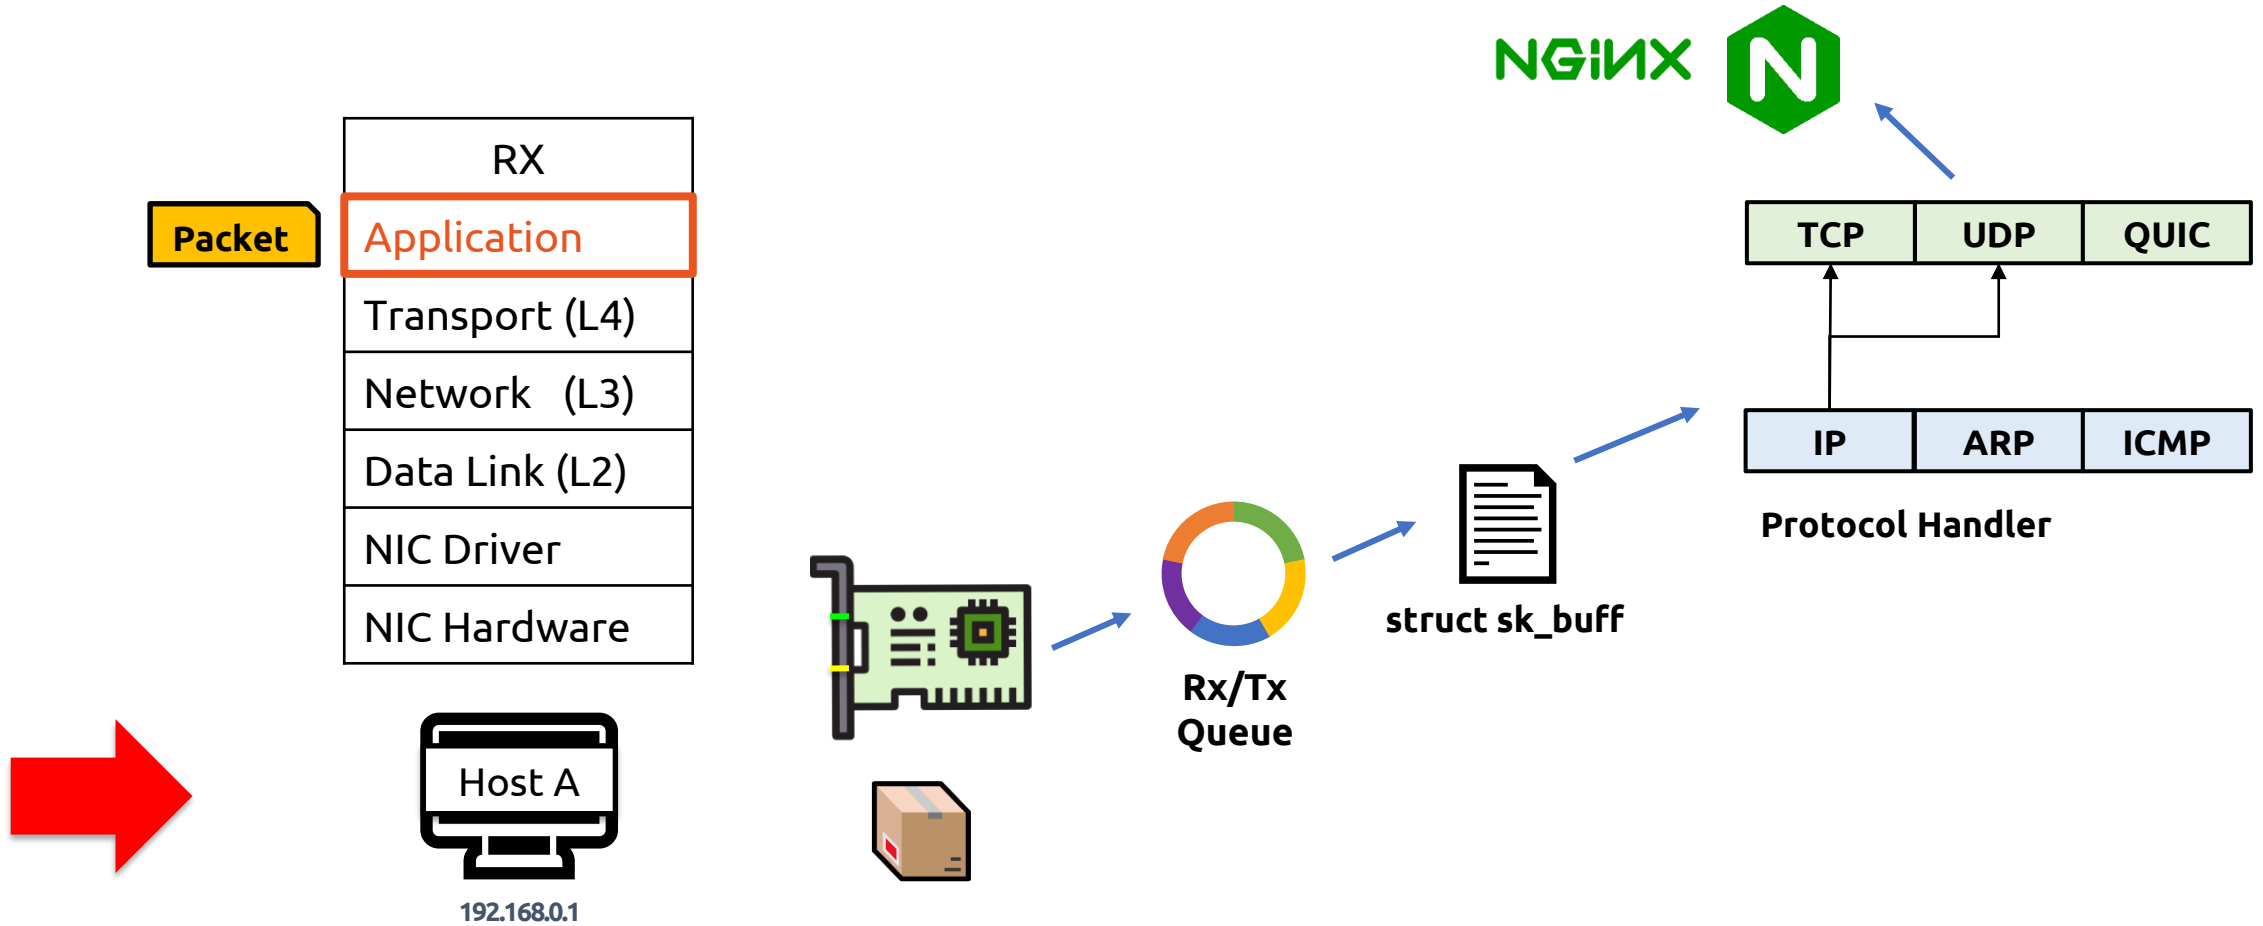 NGINX
N
RX
Packet
Application
Transport (L4)
Network (L3)
Data Link (L2)
NIC Driver
NIC Hardware
Host A
192.168.0.1
Rx/Tx
Queue
struct sk_buff
TCP UDP QUIC
IP ARP ICMP
Protocol Handler